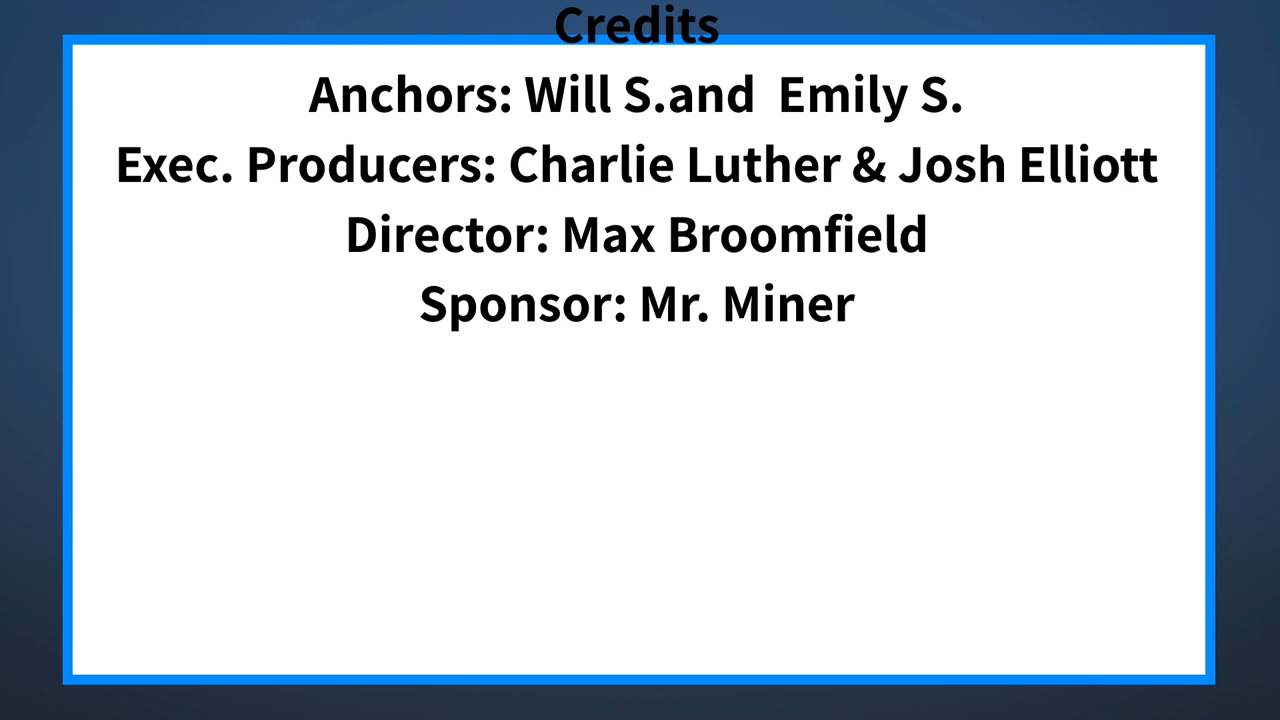 Credits
Anchors: Will S.and  Emily S.
Exec. Producers: Charlie Luther & Josh Elliott
Director: Max Broomfield
Sponsor: Mr. Miner